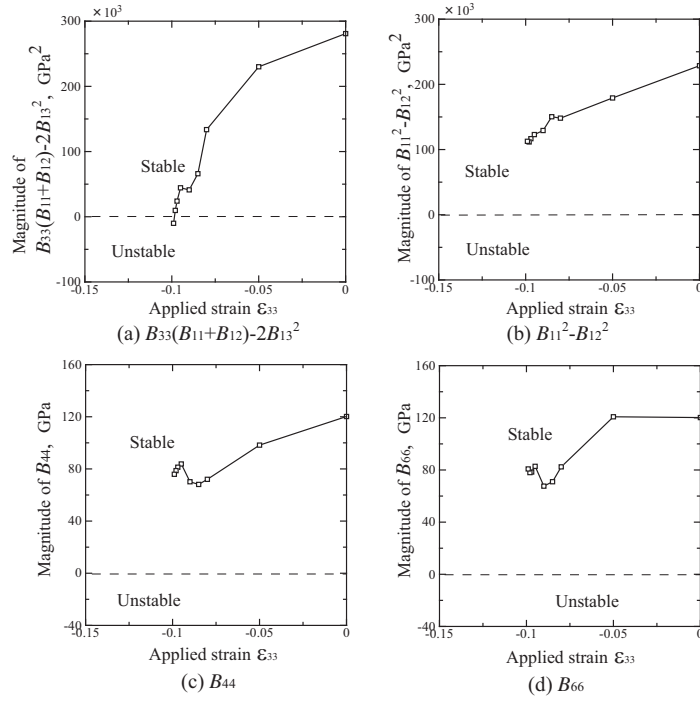 ×10³
Magnitude of
B₃₃(B₁₁+B₁₂)-2B₁₃², GPa²
300
200
100
0
-100
Stable
Unstable
-0.15 -0.1 -0.05 0
Applied strain ε₃₃
(a) B₃₃(B₁₁+B₁₂)-2B₁₃²
×10³
Magnitude of B₁₁²-B₁₂², GPa²
300
200
100
0
-100
Stable
Unstable
-0.15 -0.1 -0.05 0
Applied strain ε₃₃
(b) B₁₁²-B₁₂²
Magnitude of B₄₄, GPa
160
120
80
40
0
-40
Stable
Unstable
-0.15 -0.1 -0.05 0
Applied strain ε₃₃
(c) B₄₄
Magnitude of B₆₆, GPa
160
120
80
40
0
-40
Stable
Unstable
-0.15 -0.1 -0.05 0
Applied strain ε₃₃
(d) B₆₆